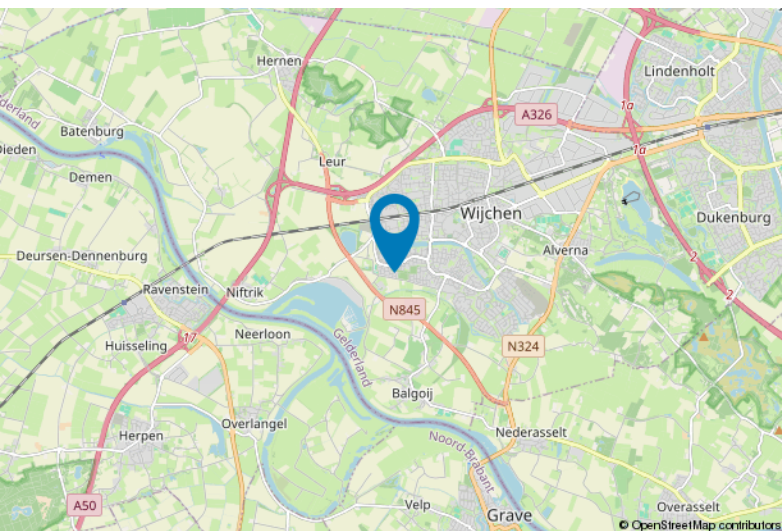 Hernen
Lindenholt
A326
1a
Gelderland
Batenburg
1a
Dieden
Leur
Demen
Wijchen
Dukenburg
Alverna
Deursen-Dennenburg
2
Ravenstein
Niftrik
2
N845
Neerloon
17
Gelderland
Huisseling
N324
Balgoij
Overlangel
Nederasselt
Herpen
Noord-Brabant
A50
Velp
Overasselt
Grave
© OpenStreetMap contributors